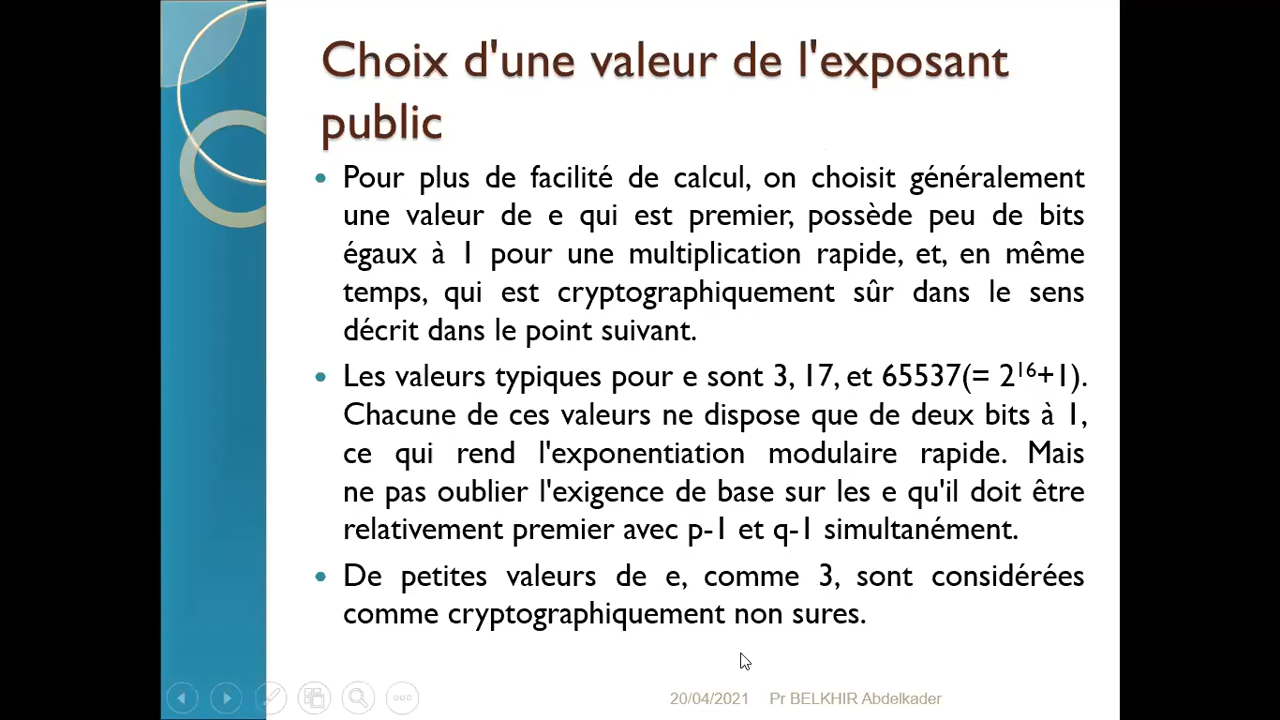 Choix d'une valeur de l'exposant
public
• Pour plus de facilité de calcul, on choisit généralement
une valeur de e qui est premier, possède peu de bits
égaux à 1 pour une multiplication rapide, et, en même
temps, qui est cryptographiquement sûr dans le sens
décrit dans le point suivant.
• Les valeurs typiques pour e sont 3, 17, et 65537(= 2¹⁶+1).
Chacune de ces valeurs ne dispose que de deux bits à 1,
ce qui rend l'exponentiation modulaire rapide. Mais
ne pas oublier l'exigence de base sur les e qu'il doit être
relativement premier avec p-1 et q-1 simultanément.
• De petites valeurs de e, comme 3, sont considérées
comme cryptographiquement non sures.
20/04/2021 Pr BELKHIR Abdelkader